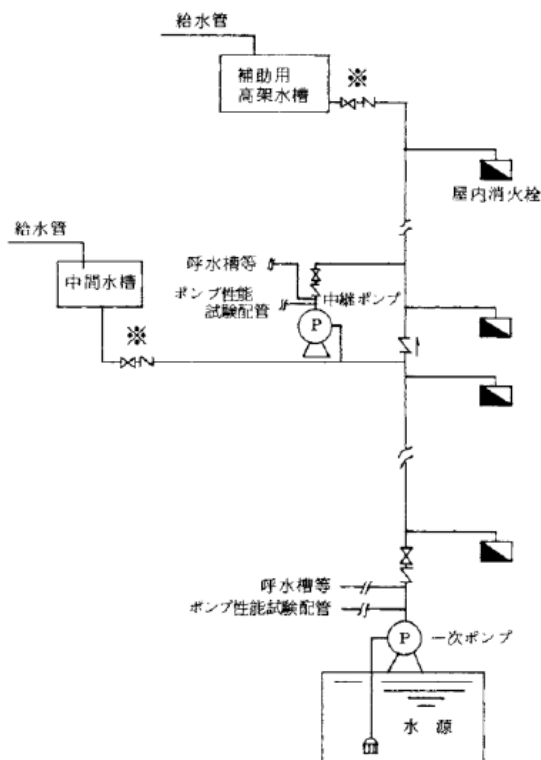 給水管
補助用
高架水槽
※
屋内消火栓
給水管
中間水槽
※
呼水槽等
ポンプ性能
試験配管
中継ポンプ
P
呼水槽等
ポンプ性能試験配管
P
一次ポンプ
水源